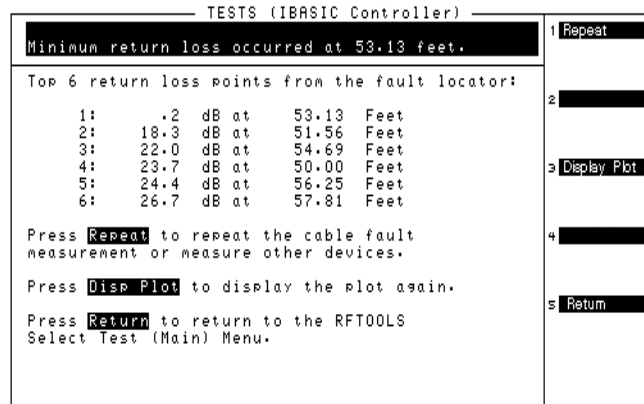 TESTS (IBASIC Controller)
Minimum return loss occurred at 53.13 feet.
Top 6 return loss points from the fault locator:
1: .2 dB at 53.13 Feet
2: 18.3 dB at 51.56 Feet
3: 22.0 dB at 54.69 Feet
4: 23.7 dB at 50.00 Feet
5: 24.4 dB at 56.25 Feet
6: 26.7 dB at 57.81 Feet
Press Repeat to repeat the cable fault
measurement or measure other devices.
Press Disp Plot to display the plot again.
Press Return to return to the RFTOOLS
Select Test (Main) Menu.
1 Repeat
2
3 Display Plot
4
5 Return